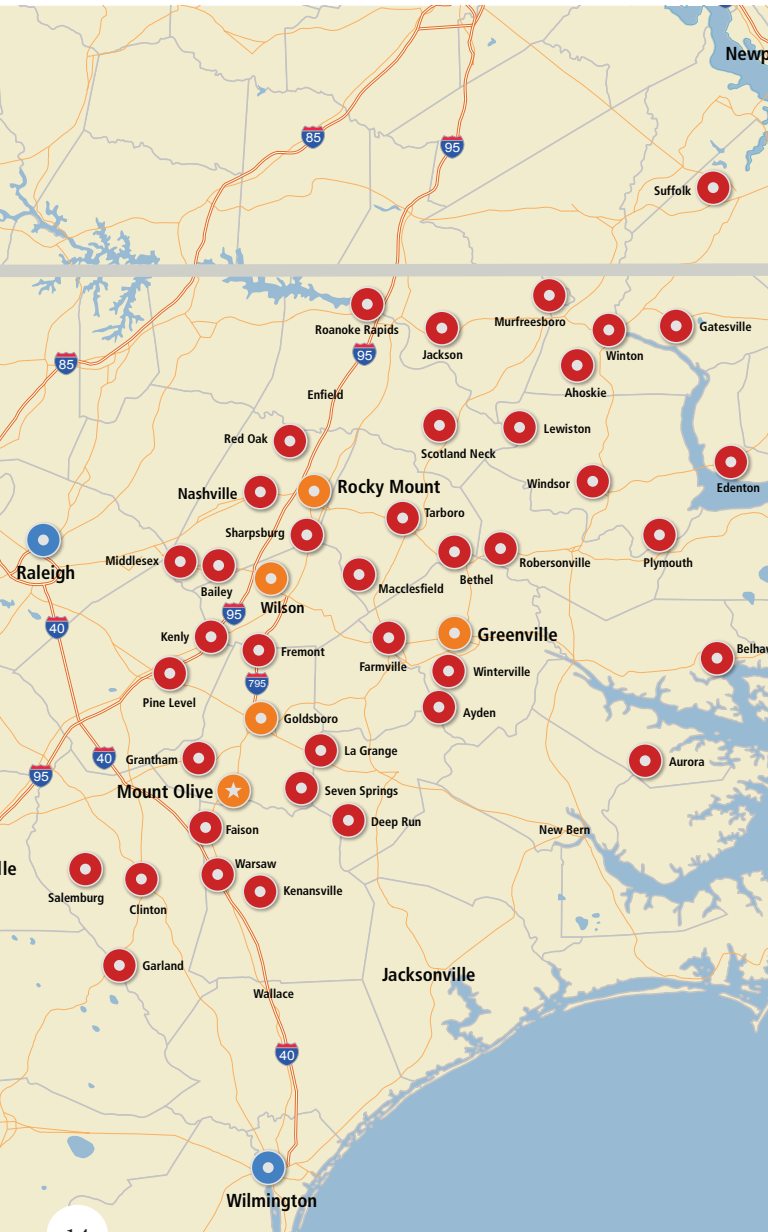 Newp
85
95
Suffolk
Roanoke Rapids
Jackson
Murfreesboro
Winton
Gatesville
95
85
Ahoskie
Enfield
Red Oak
Scotland Neck
Lewiston
Nashville
Rocky Mount
Windsor
Edenton
Tarboro
Sharpsburg
Raleigh
Middlesex
Bailey
Wilson
Macclesfield
Bethel
Robersonville
Plymouth
95
40
Kenly
Fremont
Farmville
Greenville
Winterville
Belhav
795
Pine Level
Goldsboro
Ayden
Grantham
40
95
La Grange
Aurora
Mount Olive
Seven Springs
Faison
Deep Run
New Bern
lle
Salemburg
Clinton
Warsaw
Kenansville
Garland
Jacksonville
Wallace
40
Wilmington
14